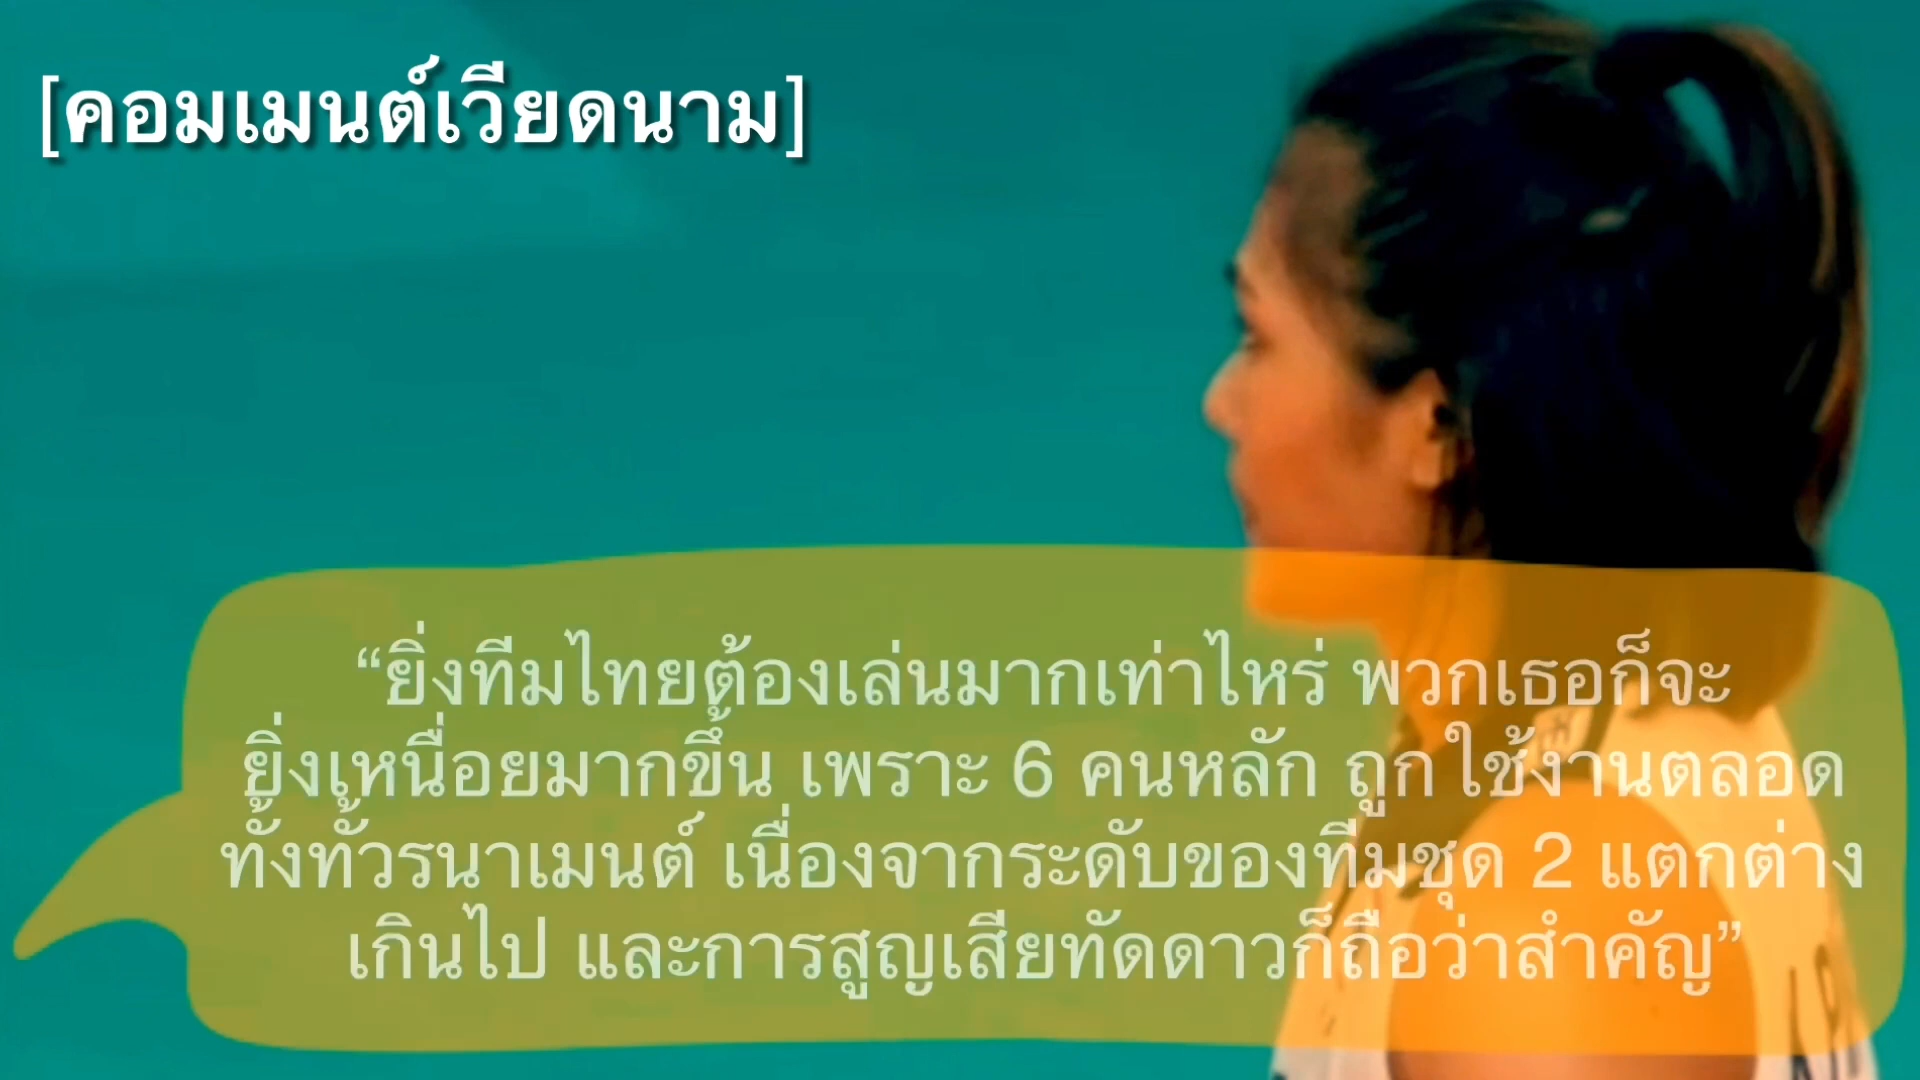 [คอมเมนต์เวียดนาม]
“ยิ่งทีมไทยต้องเล่นมากเท่าไหร่ พวกเธอก็จะ
ยิ่งเหนื่อยมากขึ้น เพราะ 6 คนหลัก ถูกใช้งานตลอด
ทั้งทั้วรนาเมนต์ เนื่องจากระดับของทีมชุด 2 แตกต่าง
เกินไป และการสูญเสียทัดดาวก็ถือว่าสำคัญ”